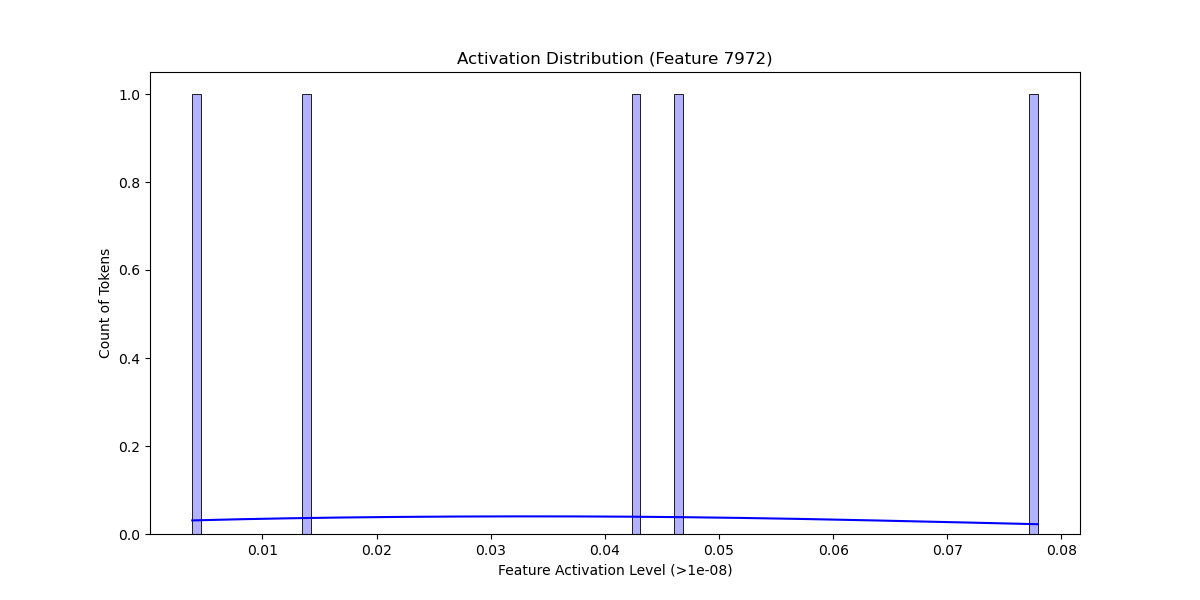 Activation Distribution (Feature 7972)
Count of Tokens
1.0
0.8
0.6
0.4
0.2
0.0
0.01 0.02 0.03 0.04 0.05 0.06 0.07 0.08
Feature Activation Level (>1e-08)